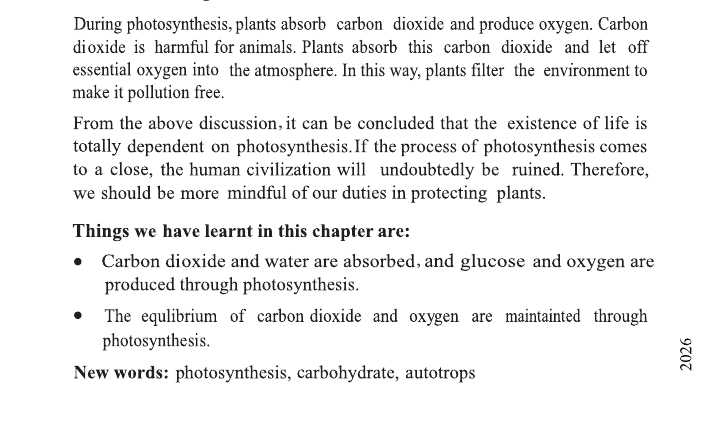 During photosynthesis, plants absorb carbon dioxide and produce oxygen. Carbon
dioxide is harmful for animals. Plants absorb this carbon dioxide and let off
essential oxygen into the atmosphere. In this way, plants filter the environment to
make it pollution free.
From the above discussion, it can be concluded that the existence of life is
totally dependent on photosynthesis. If the process of photosynthesis comes
to a close, the human civilization will undoubtedly be ruined. Therefore,
we should be more mindful of our duties in protecting plants.
Things we have learnt in this chapter are:
• Carbon dioxide and water are absorbed, and glucose and oxygen are
produced through photosynthesis.
• The equlibrium of carbon dioxide and oxygen are maintainted through
photosynthesis.
New words: photosynthesis, carbohydrate, autotrops
2026